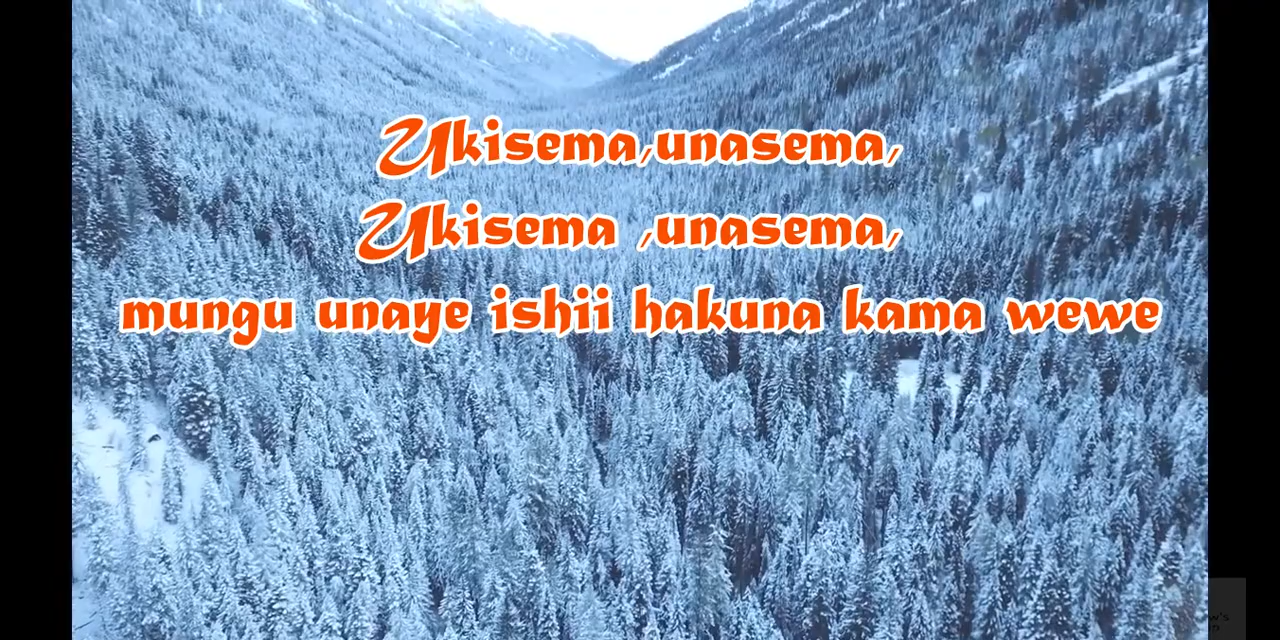 Ukisema,unasema,
Ukisema ,unasema,
mungu unaye ishii hakuna kama wewe